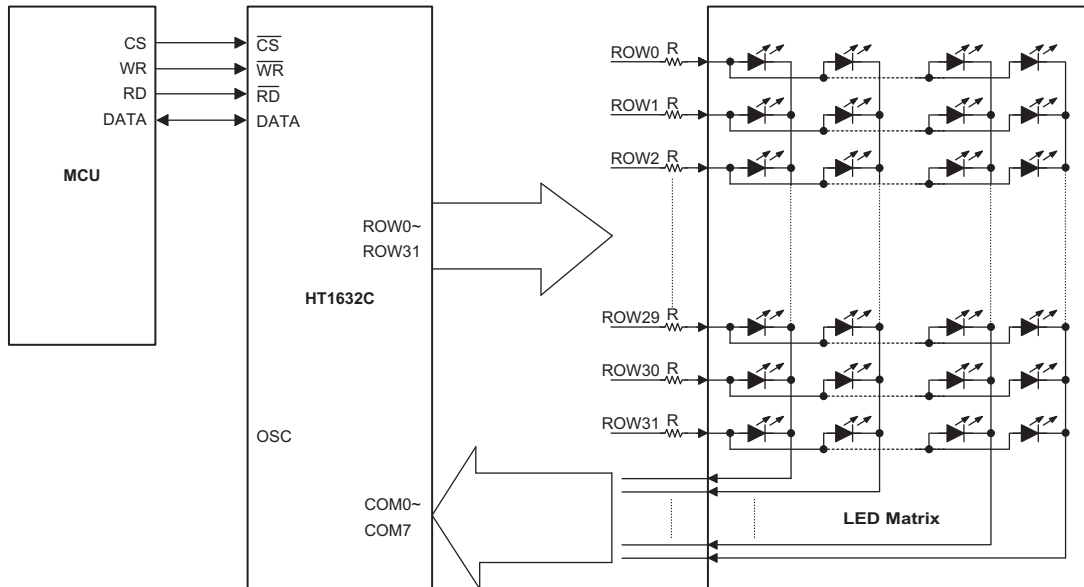 CS
WR
RD
DATA
MCU
CS
WR
RD
DATA
ROW0~
ROW31
HT1632C
OSC
COM0~
COM7
ROW0 R
ROW1 R
ROW2 R
ROW29 R
ROW30 R
ROW31 R
LED Matrix